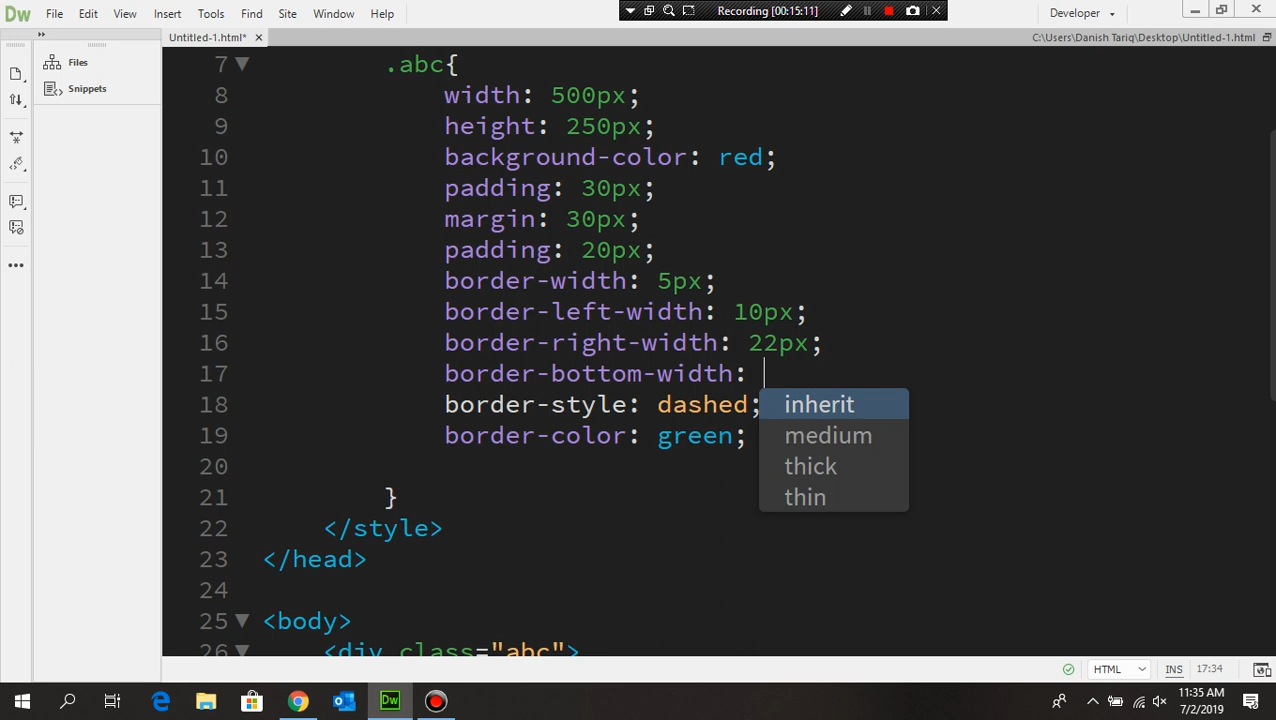 Dw File Edit View Insert Tools Find Site Window Help Recording [00:15:11] Developer
Untitled-1.html* C:\Users\Danish Tariq\Desktop\Untitled-1.html
Files
Snippets
7 .abc{
8 width: 500px;
9 height: 250px;
10 background-color: red;
11 padding: 30px;
12 margin: 30px;
13 padding: 20px;
14 border-width: 5px;
15 border-left-width: 10px;
16 border-right-width: 22px;
17 border-bottom-width:
18 border-style: dashed;
19 border-color: green;
20
21 }
22 </style>
23 </head>
24
25 <body>
26 <div class="abc">
inherit
medium
thick
thin
HTML INS 17:34
Dw 11:35 AM
7/2/2019